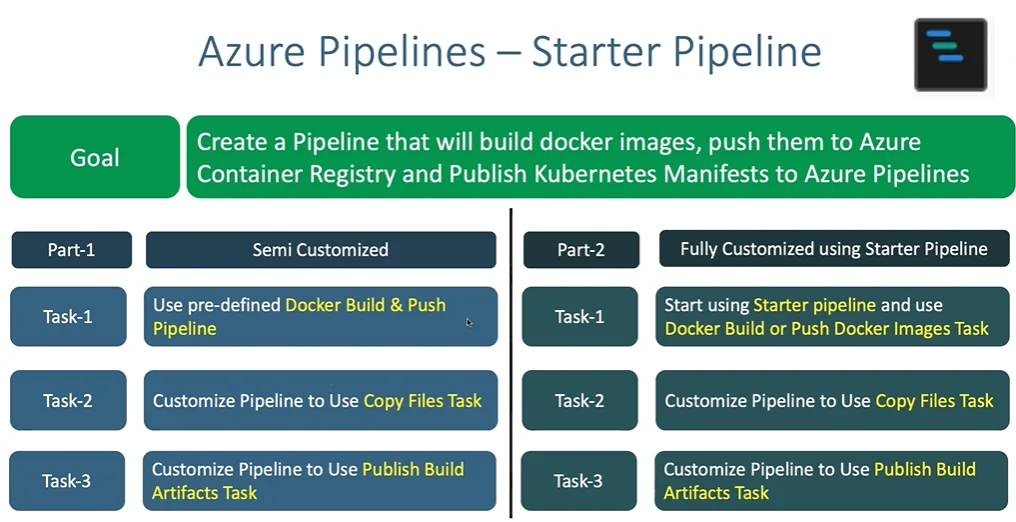 Azure Pipelines – Starter Pipeline
Goal
Create a Pipeline that will build docker images, push them to Azure
Container Registry and Publish Kubernetes Manifests to Azure Pipelines
Part-1
Semi Customized
Task-1
Use pre-defined Docker Build & Push
Pipeline
Task-2
Customize Pipeline to Use Copy Files Task
Task-3
Customize Pipeline to Use Publish Build
Artifacts Task
Part-2
Fully Customized using Starter Pipeline
Task-1
Start using Starter pipeline and use
Docker Build or Push Docker Images Task
Task-2
Customize Pipeline to Use Copy Files Task
Task-3
Customize Pipeline to Use Publish Build
Artifacts Task